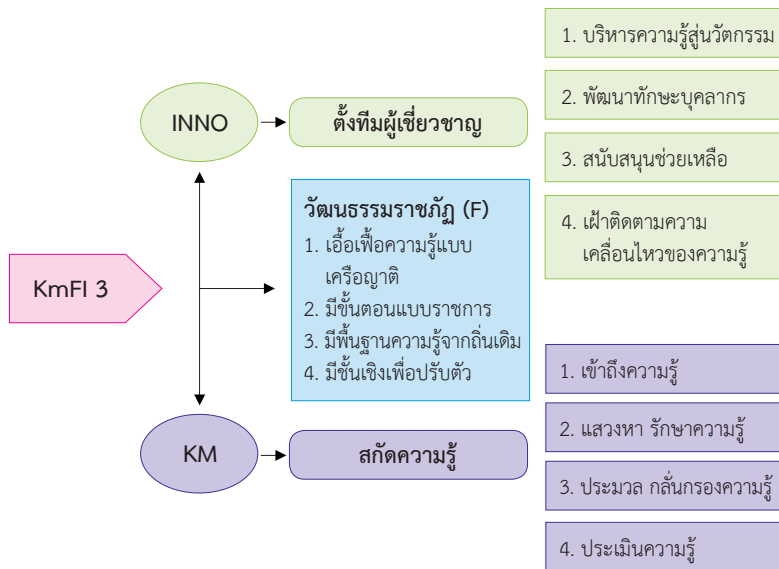 1. บริหารความรู้สู่นวัตกรรม
2. พัฒนาทักษะบุคลากร
3. สนับสนุนช่วยเหลือ
4. เฝ้าติดตามความ
เคลื่อนไหวของความรู้
INNO
ตั้งทีมผู้เชี่ยวชาญ
วัฒนธรรมราชภัฏ (F)
1. เอื้อเฟื้อความรู้แบบ
เครือญาติ
2. มีขั้นตอนแบบราชการ
3. มีพื้นฐานความรู้จากถิ่นเดิม
4. มีชั้นเชิงเพื่อปรับตัว
KmFI 3
KM
สกัดความรู้
1. เข้าถึงความรู้
2. แสวงหา รักษาความรู้
3. ประมวล กลั่นกรองความรู้
4. ประเมินความรู้